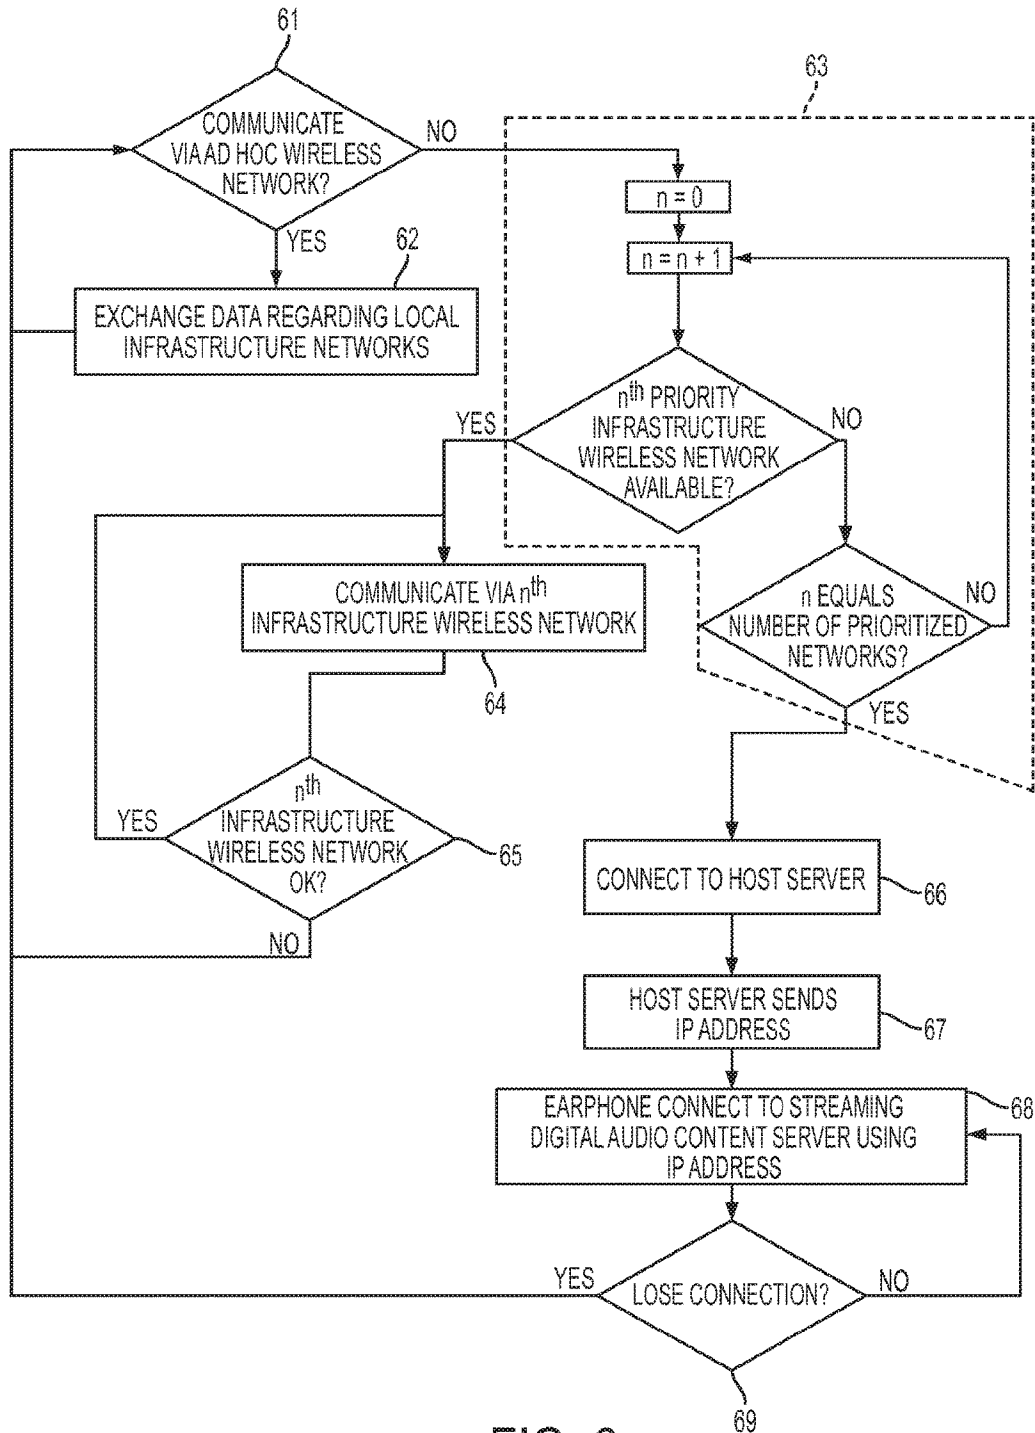 61
COMMUNICATE
VIA AD HOC WIRELESS
NETWORK?
NO
YES
62
EXCHANGE DATA REGARDING LOCAL
INFRASTRUCTURE NETWORKS
63
n = 0
n = n + 1
nth PRIORITY
INFRASTRUCTURE
WIRELESS NETWORK
AVAILABLE?
YES
NO
n EQUALS
NUMBER OF PRIORITIZED
NETWORKS?
NO
YES
COMMUNICATE VIA nth
INFRASTRUCTURE WIRELESS NETWORK
64
nth
INFRASTRUCTURE
WIRELESS NETWORK
OK?
YES
65
NO
CONNECT TO HOST SERVER
66
HOST SERVER SENDS
IP ADDRESS
67
EARPHONE CONNECT TO STREAMING
DIGITAL AUDIO CONTENT SERVER USING
IP ADDRESS
68
LOSE CONNECTION?
YES
NO
69